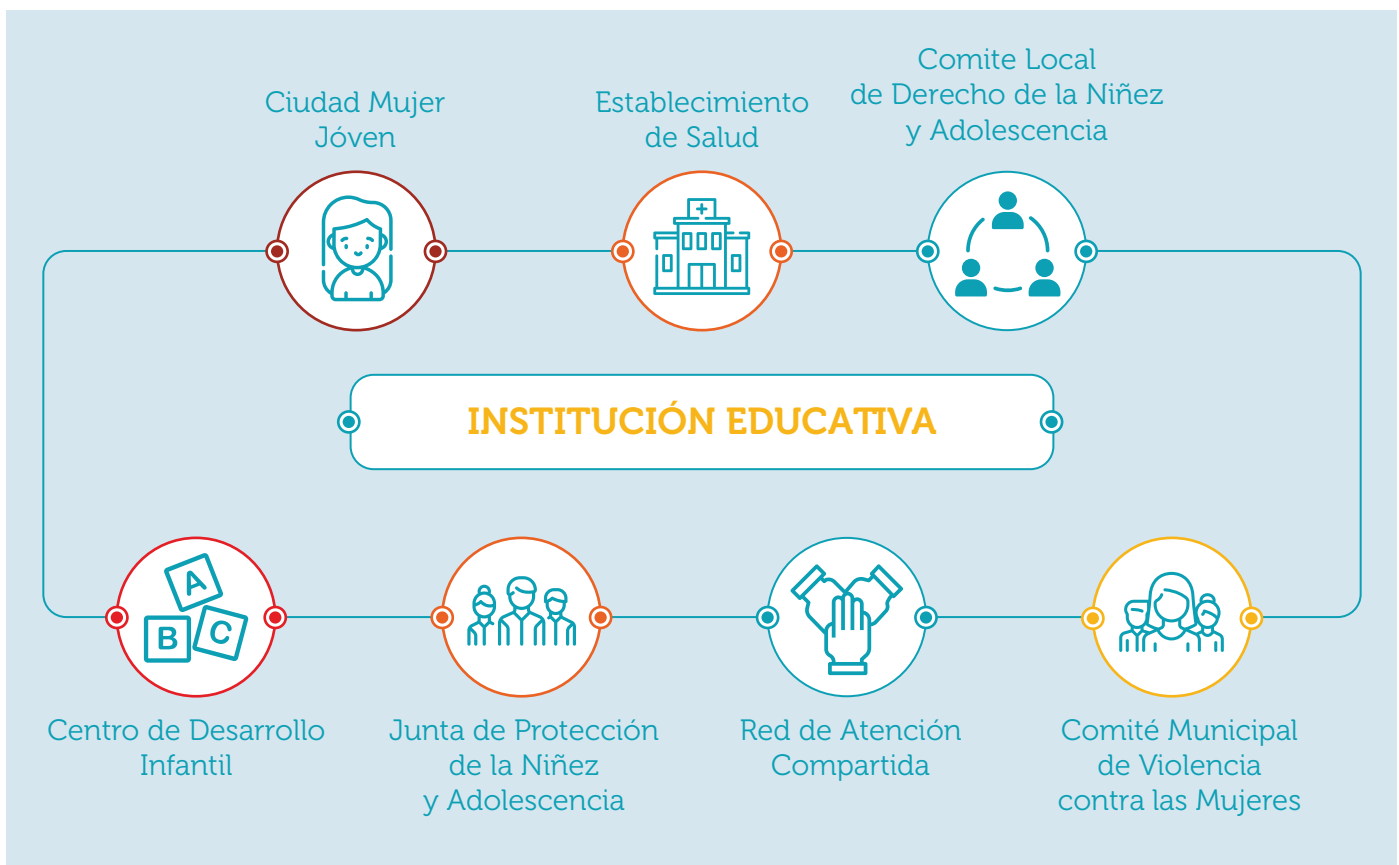 Ciudad Mujer
Jóven
Establecimiento
de Salud
Comite Local
de Derecho de la Niñez
y Adolescencia
INSTITUCIÓN EDUCATIVA
A
B
C
Centro de Desarrollo
Infantil
Junta de Protección
de la Niñez
y Adolescencia
Red de Atención
Compartida
Comité Municipal
de Violencia
contra las Mujeres